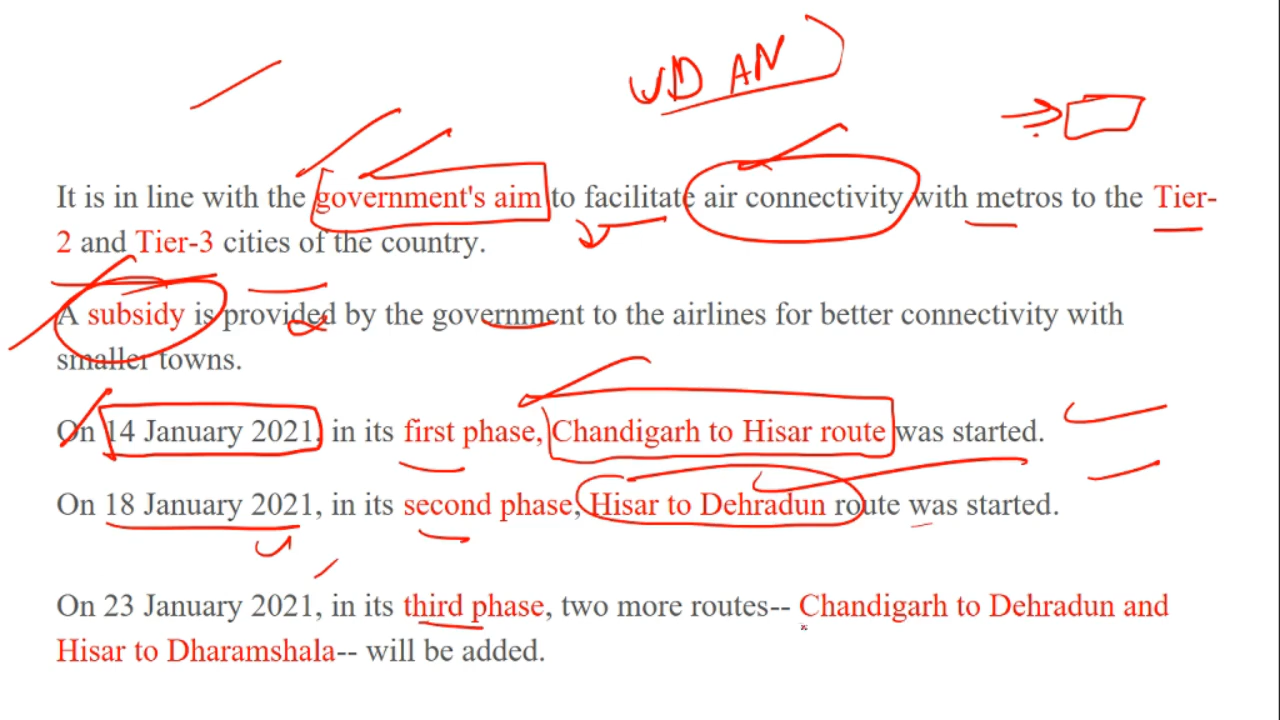 UDAN
It is in line with the government's aim to facilitate air connectivity with metros to the Tier-
2 and Tier-3 cities of the country.
A subsidy is provided by the government to the airlines for better connectivity with
smaller towns.
On 14 January 2021, in its first phase, Chandigarh to Hisar route was started.
On 18 January 2021, in its second phase, Hisar to Dehradun route was started.
On 23 January 2021, in its third phase, two more routes-- Chandigarh to Dehradun and
Hisar to Dharamshala-- will be added.